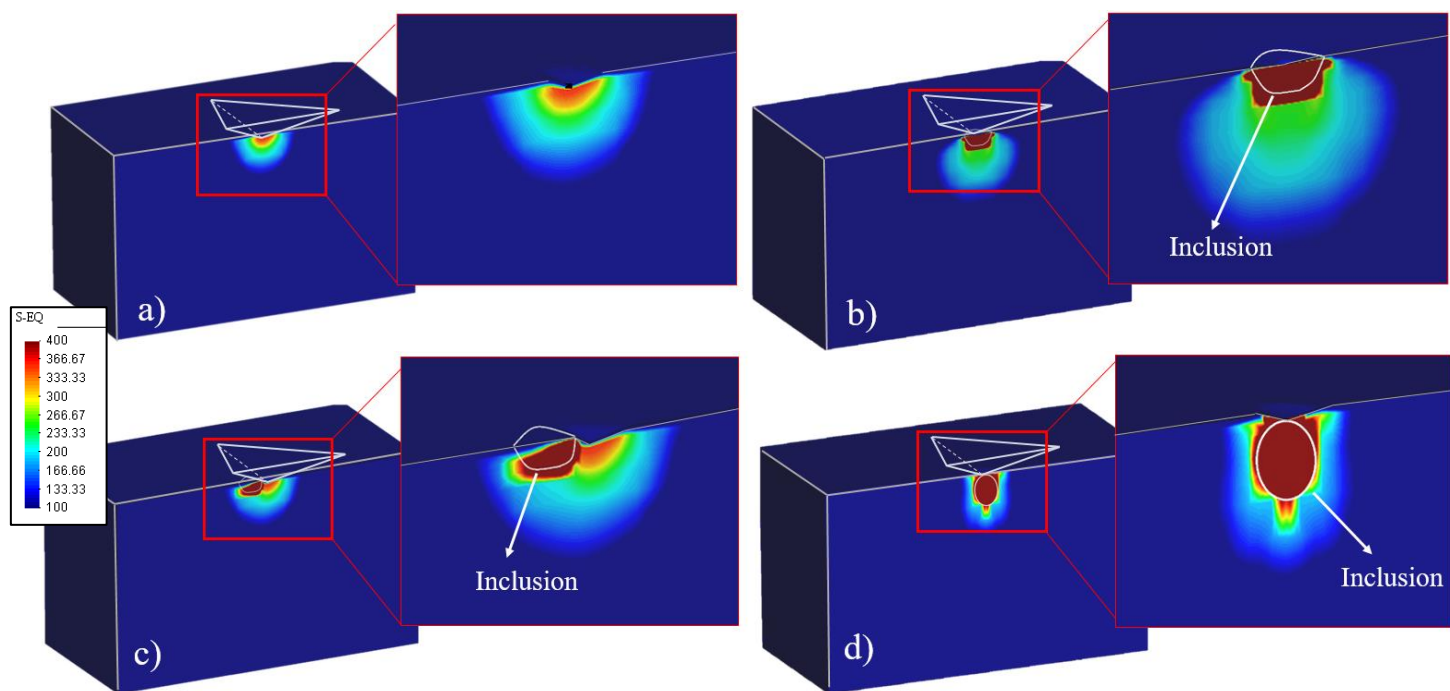 a)
b)
Inclusion
S-EQ
400
366.67
333.33
300
266.67
233.33
200
166.66
133.33
100
c)
Inclusion
d)
Inclusion